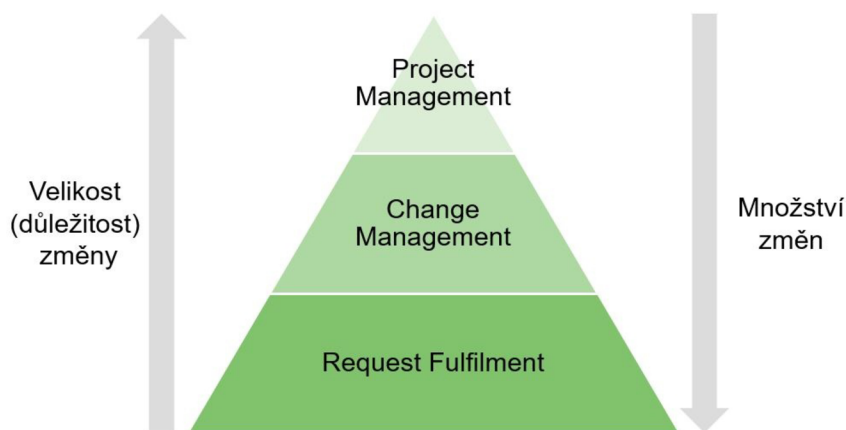 Project
Management
Velikost
(důležitost)
změny
Change
Management
Množství
změn
Request Fulfilment